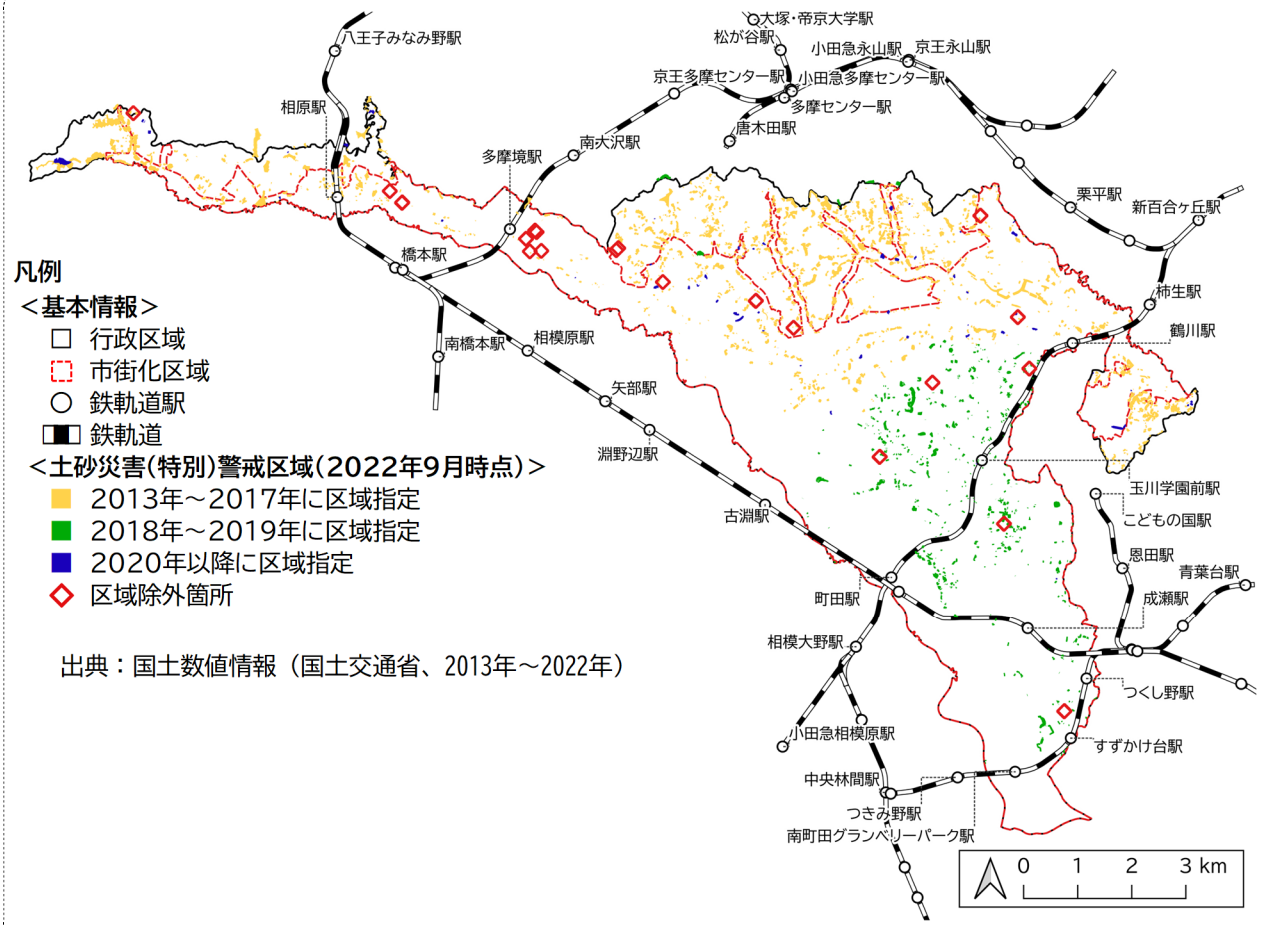 大塚・帝京大学駅
八王子みなみ野駅
松が谷駅
小田急永山駅
京王永山駅
京王多摩センター駅
小田急多摩センター駅
相原駅
多摩センター駅
唐木田駅
南大沢駅
多摩境駅
栗平駅
新百合ヶ丘駅
橋本駅
柿生駅
鶴川駅
南橋本駅
相模原駅
矢部駅
淵野辺駅
玉川学園前駅
古淵駅
こどもの国駅
恩田駅
青葉台駅
町田駅
成瀬駅
相模大野駅
つくし野駅
小田急相模原駅
すずかけ台駅
中央林間駅
つきみ野駅
南町田グランベリーパーク駅
凡例
＜基本情報＞
行政区域
市街化区域
鉄軌道駅
鉄軌道
＜土砂災害(特別)警戒区域(2022年9月時点)＞
2013年～2017年に区域指定
2018年～2019年に区域指定
2020年以降に区域指定
区域除外箇所
出典：国土数値情報（国土交通省、2013年～2022年）
0 1 2 3 km